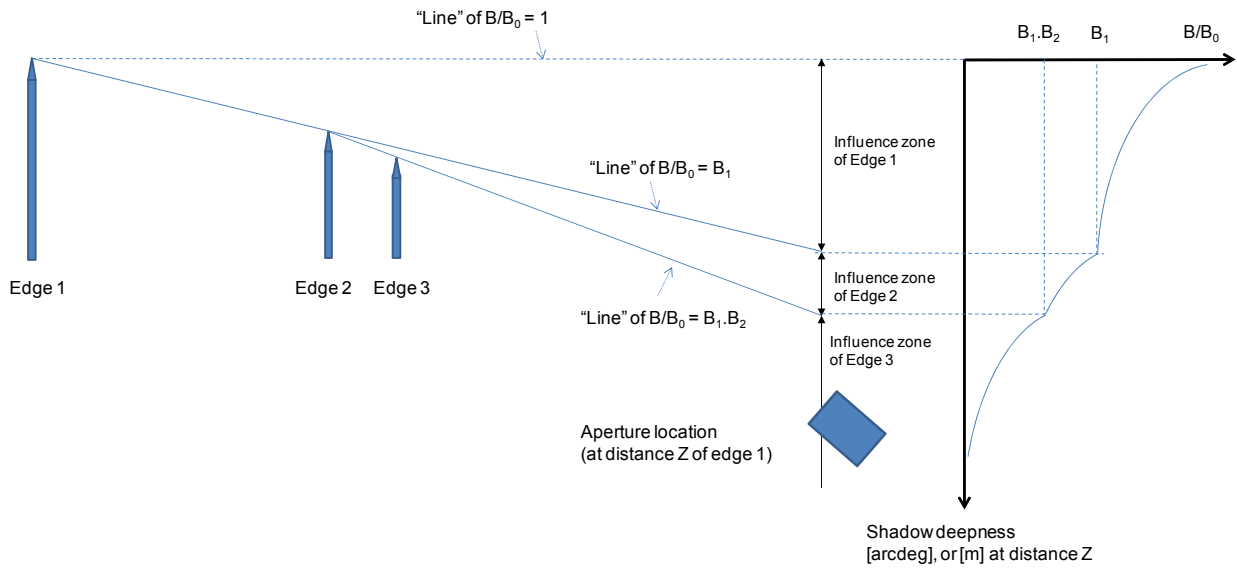 “Line” of B/B₀ = 1
B₁.B₂
B₁
B/B₀
Influence zone
of Edge 1
“Line” of B/B₀ = B₁
Edge 1
Edge 2
Edge 3
Influence zone
of Edge 2
“Line” of B/B₀ = B₁.B₂
Influence zone
of Edge 3
Aperture location
(at distance Z of edge 1)
Shadow deepness
[arcdeg], or [m] at distance Z